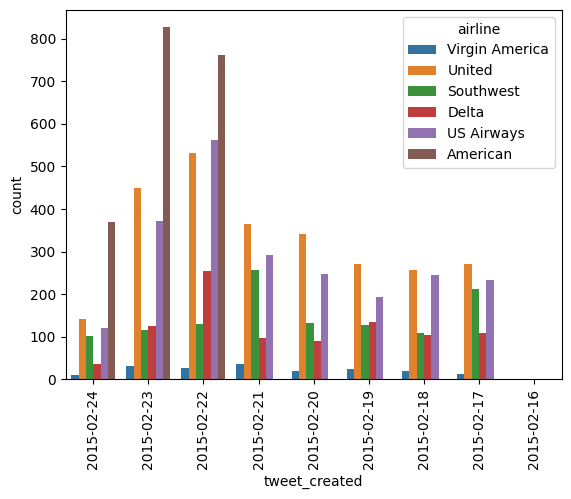 airline
Virgin America
United
Southwest
Delta
US Airways
American
800
700
600
500
400
300
200
100
0
count
2015-02-24
2015-02-23
2015-02-22
2015-02-21
2015-02-20
2015-02-19
2015-02-18
2015-02-17
2015-02-16
tweet_created